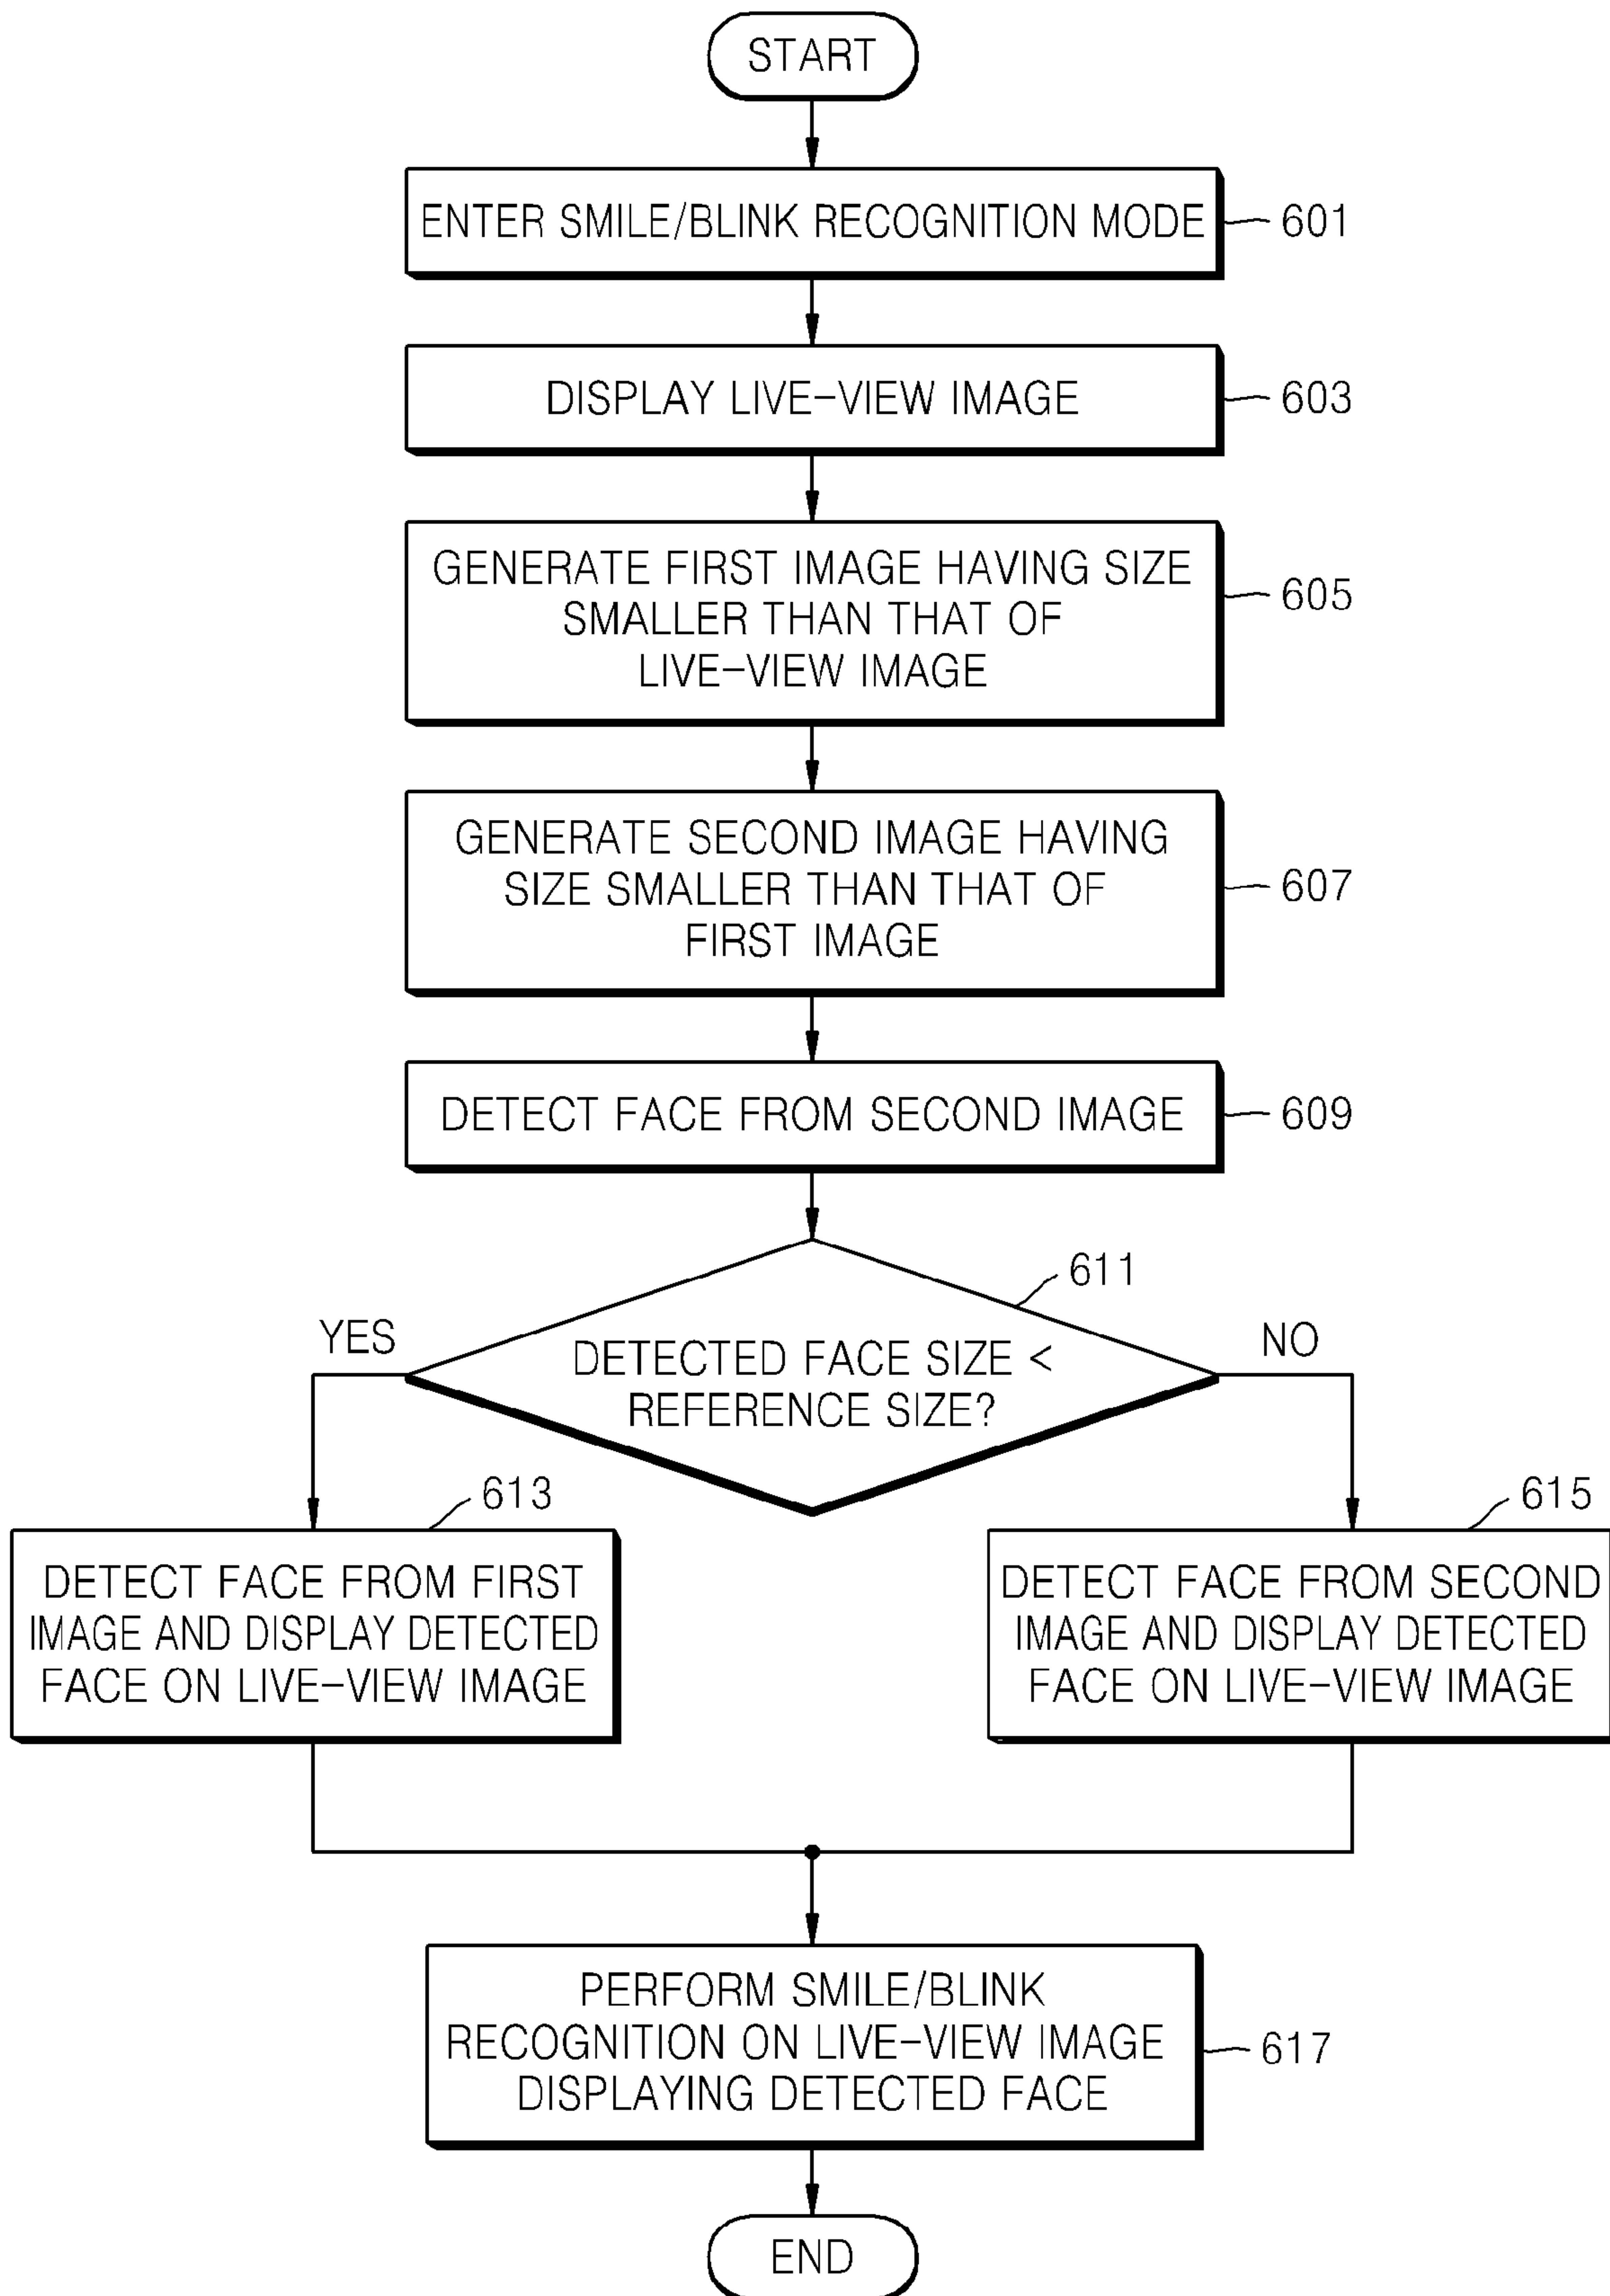 START
ENTER SMILE/BLINK RECOGNITION MODE
601
DISPLAY LIVE-VIEW IMAGE
603
GENERATE FIRST IMAGE HAVING SIZE
SMALLER THAN THAT OF
LIVE-VIEW IMAGE
605
GENERATE SECOND IMAGE HAVING
SIZE SMALLER THAN THAT OF
FIRST IMAGE
607
DETECT FACE FROM SECOND IMAGE
609
611
YES
DETECTED FACE SIZE <
REFERENCE SIZE?
NO
613
DETECT FACE FROM FIRST
IMAGE AND DISPLAY DETECTED
FACE ON LIVE-VIEW IMAGE
615
DETECT FACE FROM SECOND
IMAGE AND DISPLAY DETECTED
FACE ON LIVE-VIEW IMAGE
PERFORM SMILE/BLINK
RECOGNITION ON LIVE-VIEW IMAGE
DISPLAYING DETECTED FACE
617
END